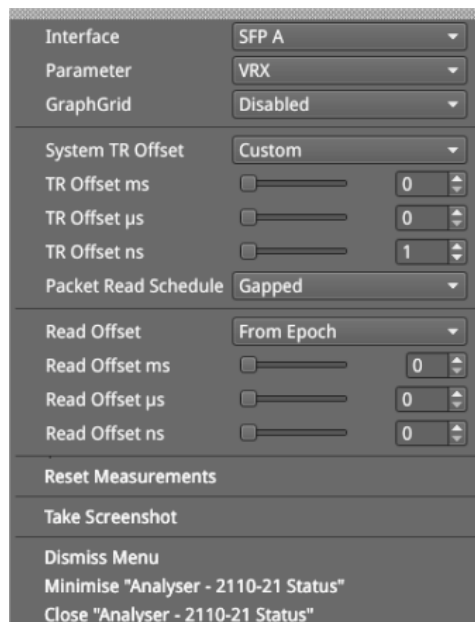 Interface SFP A
Parameter VRX
GraphGrid Disabled
System TR Offset Custom
TR Offset ms 0
TR Offset µs 0
TR Offset ns 1
Packet Read Schedule Gapped
Read Offset From Epoch
Read Offset ms 0
Read Offset µs 0
Read Offset ns 0
Reset Measurements
Take Screenshot
Dismiss Menu
Minimise "Analyser - 2110-21 Status"
Close "Analyser - 2110-21 Status"